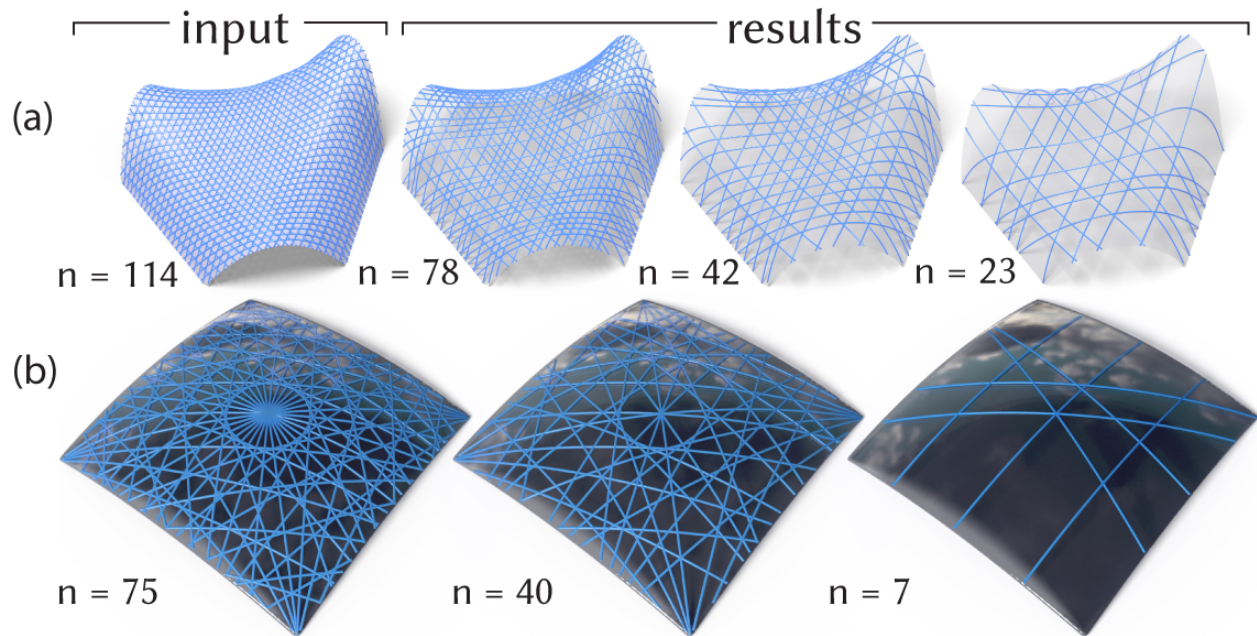 input results
(a)
n = 114 n = 78 n = 42 n = 23
(b)
n = 75 n = 40 n = 7